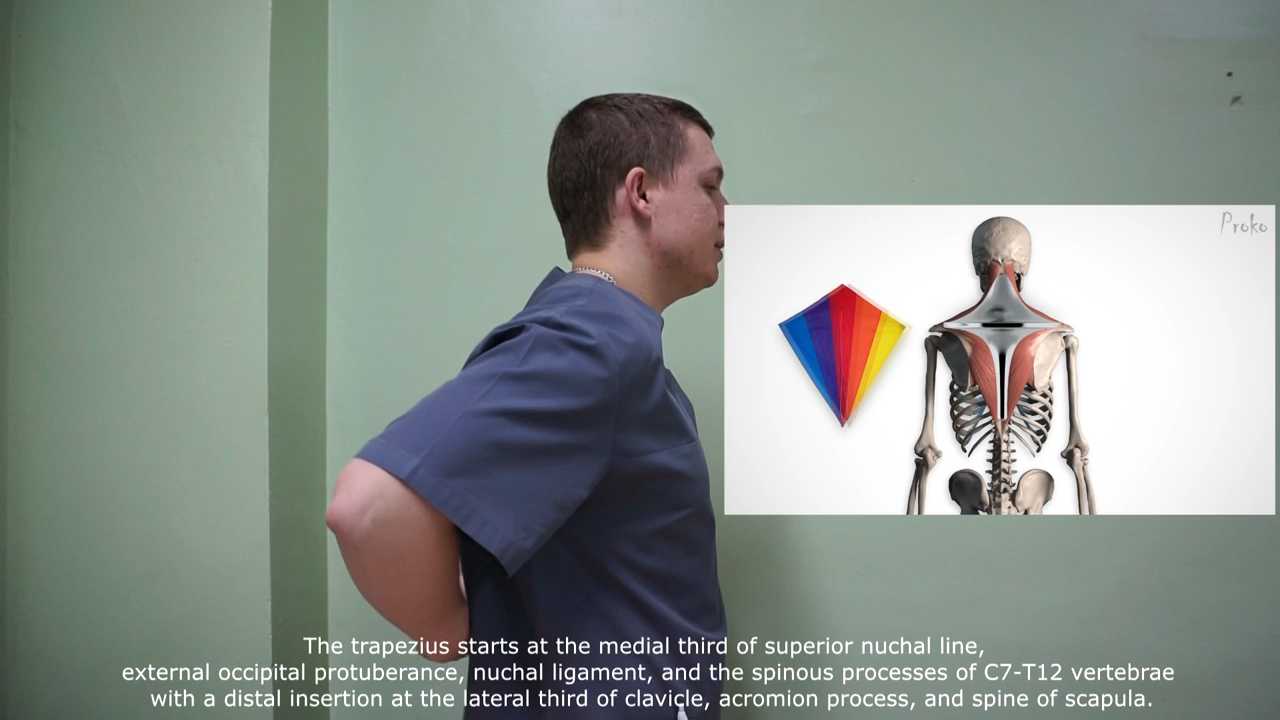 Proko
The trapezius starts at the medial third of superior nuchal line,
external occipital protuberance, nuchal ligament, and the spinous processes of C7-T12 vertebrae
with a distal insertion at the lateral third of clavicle, acromion process, and spine of scapula.